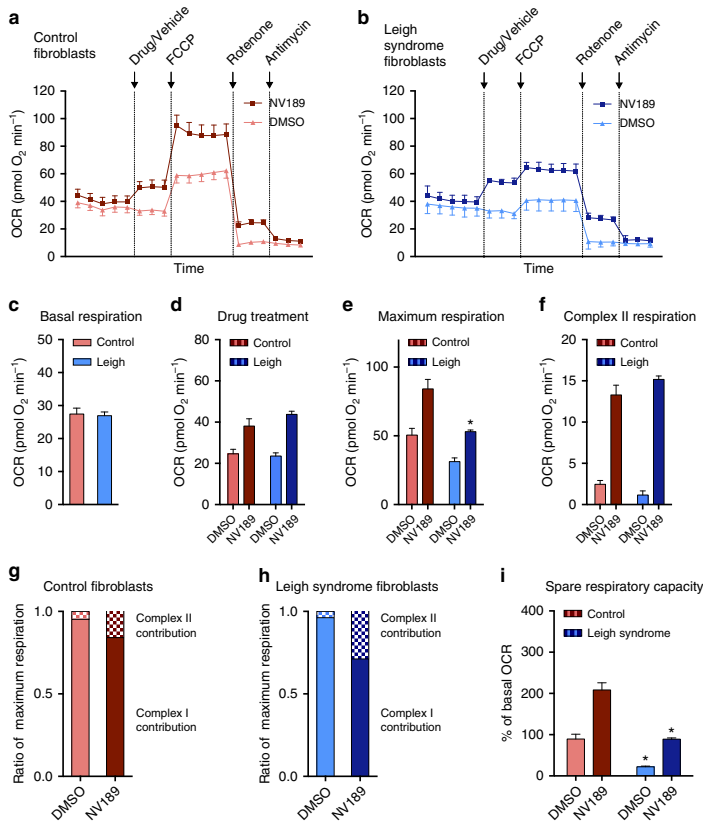 a
Control
fibroblasts
Drug/Vehicle
FCCP
Rotenone
Antimycin
120
100
80
60
40
20
0
OCR (pmol O2 min−1)
NV189
DMSO
Time
b
Leigh
syndrome
fibroblasts
Drug/Vehicle
FCCP
Rotenone
Antimycin
120
100
80
60
40
20
0
OCR (pmol O2 min−1)
NV189
DMSO
Time
c
Basal respiration
50
40
30
20
10
0
OCR (pmol O2 min−1)
Control
Leigh
d
Drug treatment
80
60
40
20
0
OCR (pmol O2 min−1)
Control
Leigh
DMSO
NV189
DMSO
NV189
e
Maximum respiration
100
50
0
OCR (pmol O2 min−1)
Control
Leigh
*
DMSO
NV189
DMSO
NV189
f
Complex II respiration
20
15
10
5
0
OCR (pmol O2 min−1)
Control
Leigh
DMSO
NV189
DMSO
NV189
g
Control fibroblasts
1.0
0.5
0.0
Ratio of maximum respiration
Complex II
contribution
Complex I
contribution
DMSO
NV189
h
Leigh syndrome fibroblasts
1.0
0.5
0.0
Ratio of maximum respiration
Complex II
contribution
Complex I
contribution
DMSO
NV189
i
Spare respiratory capacity
400
300
200
100
0
% of basal OCR
Control
Leigh syndrome
*
*
DMSO
NV189
DMSO
NV189